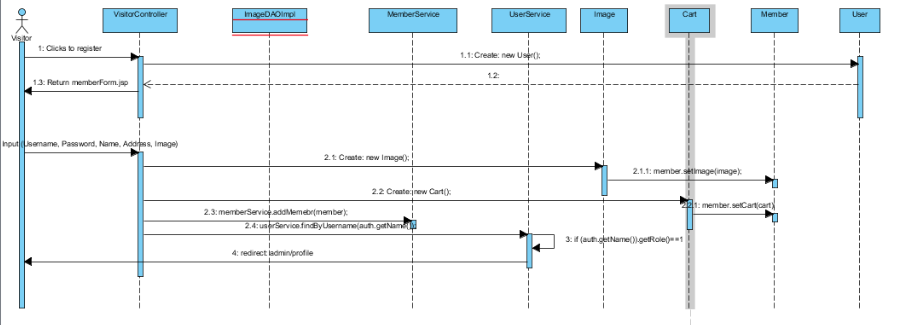 VisitorController
ImageDAOImpl
MemberService
UserService
Image
Cart
Member
User
Visitor
1: Clicks to register
1.1: Create: new User();
1.2:
1.3: Return memberForm.jsp
Input (Username, Password, Name, Address, Image)
2.1: Create: new Image();
2.1.1: member.setImage(image);
2.2: Create: new Cart();
2.2.1: member.setCart(cart)
2.3: memberService.addMemebr(member);
2.4: userService.findByUsername(auth.getName
3: if (auth.getName()).getRole()==1
4: redirect:/admin/profile